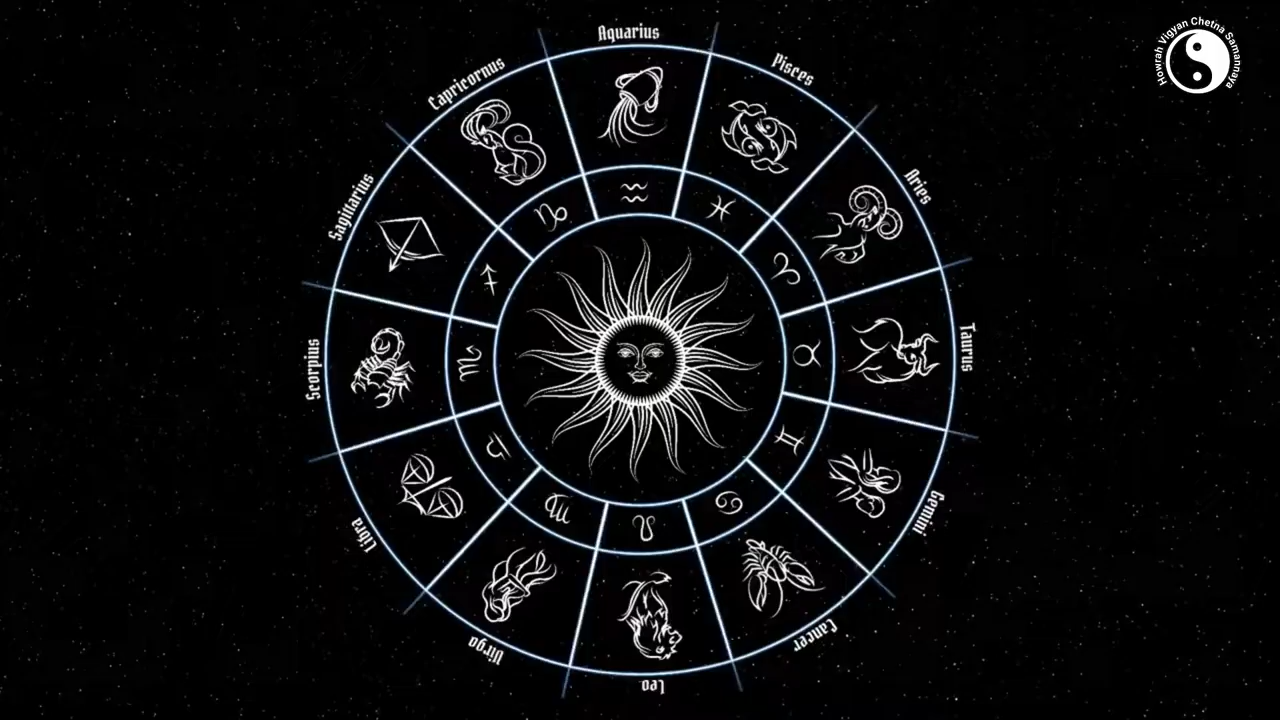 Aquarius
Pisces
Aries
Taurus
Gemini
Cancer
Leo
Virgo
Libra
Scorpius
Sagittarius
Capricornus
Howrah Vigyan Chetna Samannaya